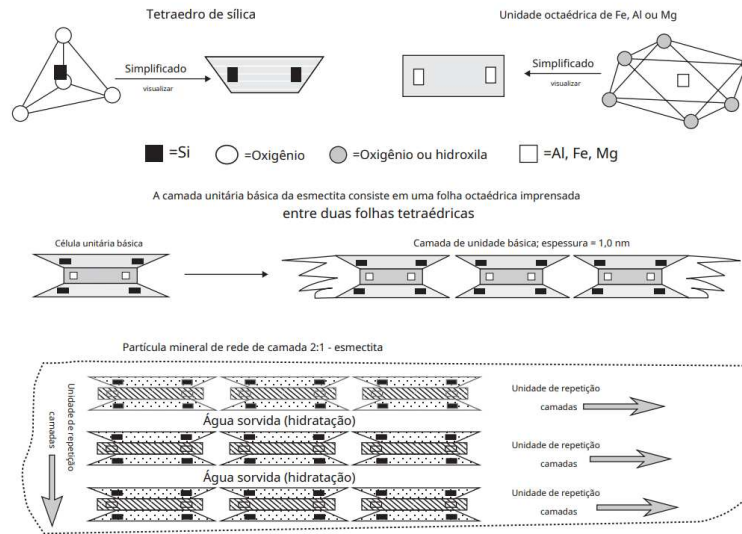 Tetraedro de sílica
Unidade octaédrica de Fe, Al ou Mg
Simplificado
visualizar
Simplificado
visualizar
=Si
=Oxigênio
=Oxigênio ou hidroxila
=Al, Fe, Mg
A camada unitária básica da esmectita consiste em uma folha octaédrica imprensada
entre duas folhas tetraédricas
Célula unitária básica
Camada de unidade básica; espessura = 1,0 nm
Partícula mineral de rede de camada 2:1 - esmectita
Unidade de repetição
camadas
Água sorvida (hidratação)
Água sorvida (hidratação)
Unidade de repetição
camadas
Unidade de repetição
camadas
Unidade de repetição
camadas